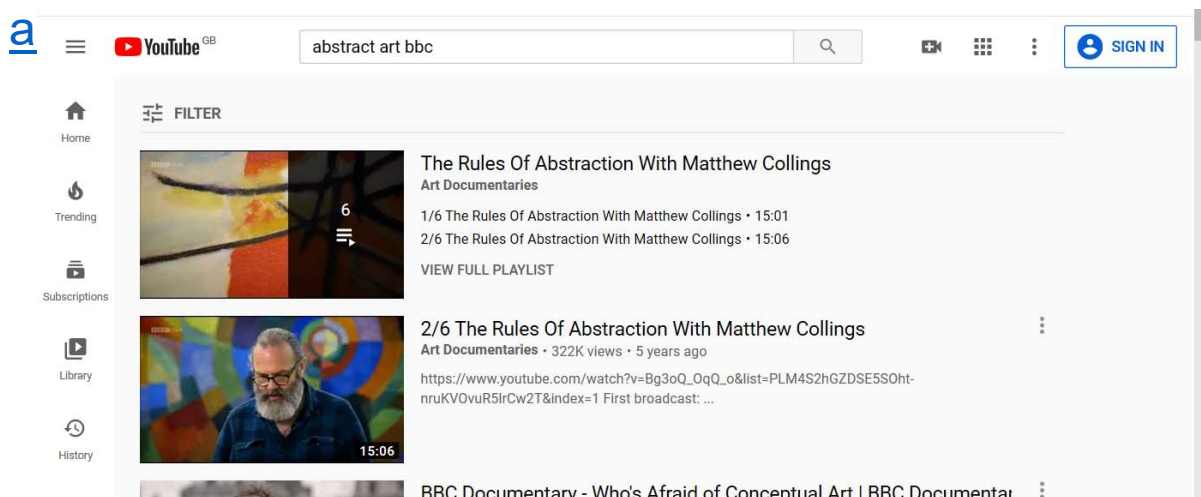 a
YouTube GB
abstract art bbc
SIGN IN
Home
Trending
Subscriptions
Library
History
FILTER
6
The Rules Of Abstraction With Matthew Collings
Art Documentaries
1/6 The Rules Of Abstraction With Matthew Collings • 15:01
2/6 The Rules Of Abstraction With Matthew Collings • 15:06
VIEW FULL PLAYLIST
15:06
2/6 The Rules Of Abstraction With Matthew Collings
Art Documentaries • 322K views • 5 years ago
https://www.youtube.com/watch?v=Bg3oQ_OqQ_o&list=PLM4S2hGZDSE5SOht-
nruKVOvuR5lrCw2T&index=1 First broadcast: ...
BBC Documentary - Who's Afraid of Conceptual Art | BBC Documentar